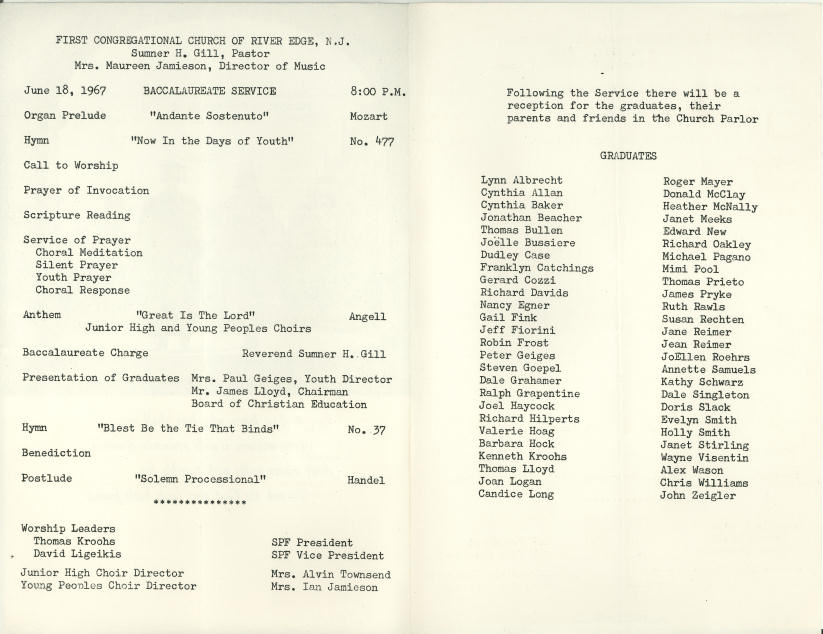 FIRST CONGREGATIONAL CHURCH OF RIVER EDGE, N.J.
Sumner H. Gill, Pastor
Mrs. Maureen Jamieson, Director of Music
June 18, 1967 BACCALAUREATE SERVICE 8:00 P.M.
Organ Prelude "Andante Sostenuto" Mozart
Hymn "Now In the Days of Youth" No. 477
Call to Worship
Prayer of Invocation
Scripture Reading
Service of Prayer
Choral Meditation
Silent Prayer
Youth Prayer
Choral Response
Anthem "Great Is The Lord" Angell
Junior High and Young Peoples Choirs
Baccalaureate Charge Reverend Sumner H. Gill
Presentation of Graduates Mrs. Paul Geiges, Youth Director
Mr. James Lloyd, Chairman
Board of Christian Education
Hymn "Blest Be the Tie That Binds" No. 37
Benediction
Postlude "Solemn Processional" Handel
***************
Worship Leaders
Thomas Kroohs SPF President
David Ligeikis SPF Vice President
Junior High Choir Director Mrs. Alvin Townsend
Young Peoples Choir Director Mrs. Ian Jamieson
Following the Service there will be a
reception for the graduates, their
parents and friends in the Church Parlor
GRADUATES
Lynn Albrecht
Cynthia Allan
Cynthia Baker
Jonathan Beacher
Thomas Bullen
Joëlle Bussiere
Dudley Case
Franklyn Catchings
Gerard Cozzi
Richard Davids
Nancy Egner
Gail Fink
Jeff Fiorini
Robin Frost
Peter Geiges
Steven Goepel
Dale Grahamer
Ralph Grapentine
Joel Haycock
Richard Hilperts
Valerie Hoag
Barbara Hock
Kenneth Kroohs
Thomas Lloyd
Joan Logan
Candice Long
Roger Mayer
Donald McClay
Heather McNally
Janet Meeks
Edward New
Richard Oakley
Michael Pagano
Mimi Pool
Thomas Prieto
James Pryke
Ruth Rawls
Susan Rechten
Jane Reimer
Jean Reimer
JoEllen Roehrs
Annette Samuels
Kathy Schwarz
Dale Singleton
Doris Slack
Evelyn Smith
Holly Smith
Janet Stirling
Wayne Visentin
Alex Wason
Chris Williams
John Zeigler